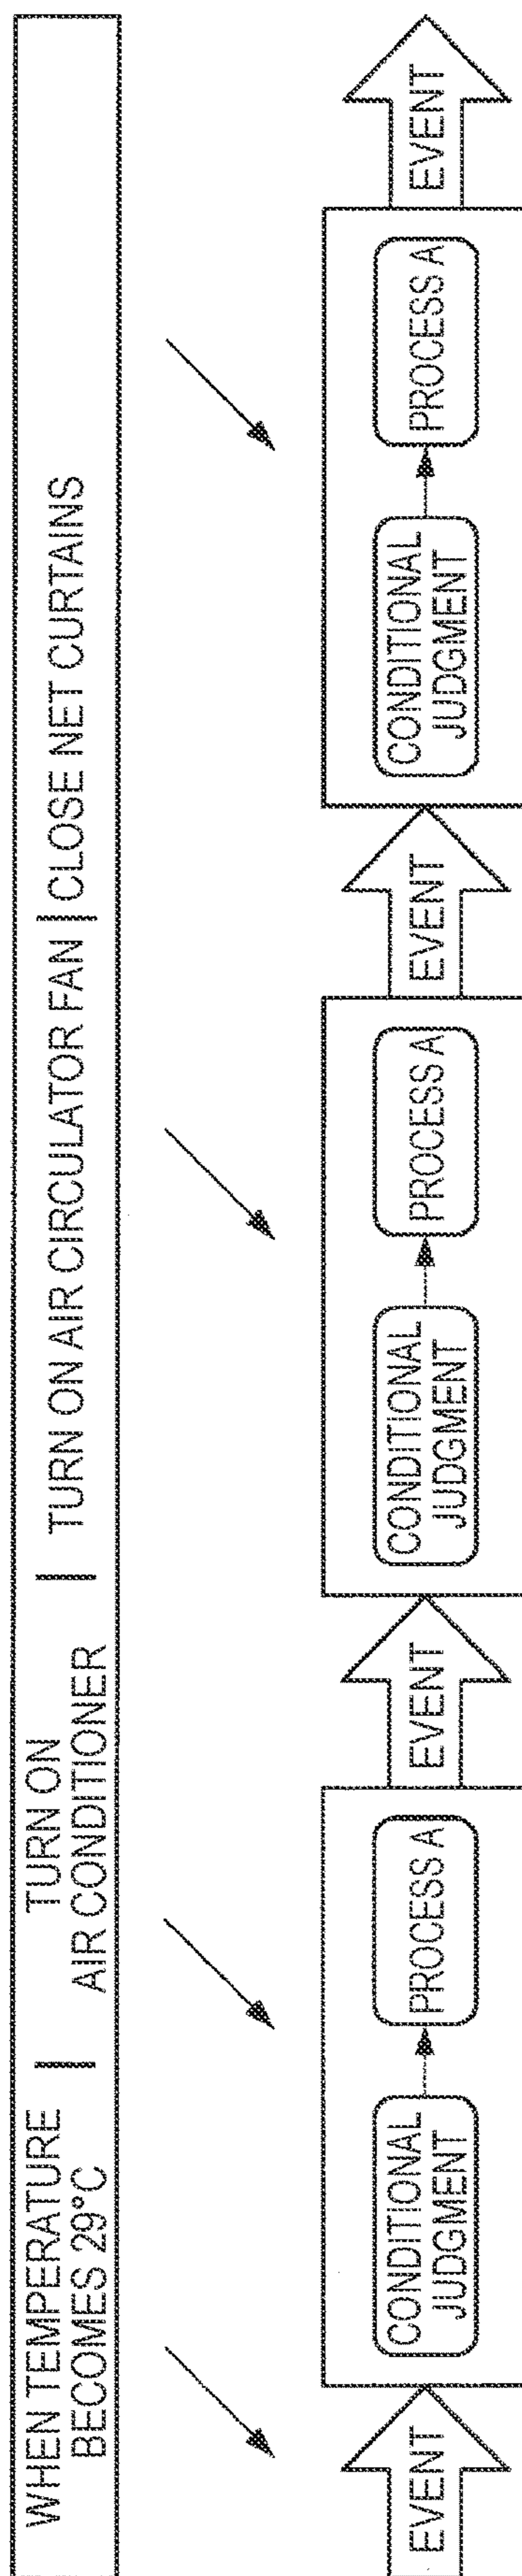 WHEN TEMPERATURE
BECOMES 29°C
|
TURN ON
AIR CONDITIONER
|
TURN ON AIR CIRCULATOR FAN
|
CLOSE NET CURTAINS
EVENT
CONDITIONAL
JUDGMENT
PROCESS A
EVENT
CONDITIONAL
JUDGMENT
PROCESS A
EVENT
CONDITIONAL
JUDGMENT
PROCESS A
EVENT